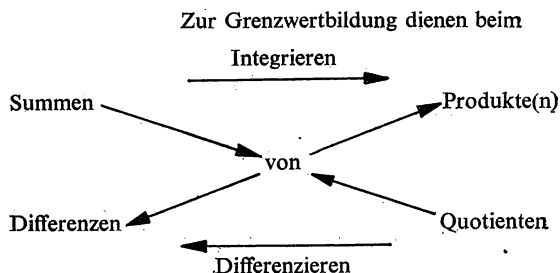 Zur Grenzwertbildung dienen beim
Integrieren
Summen
Produkte(n)
von
Differenzen
Quotienten
Differenzieren